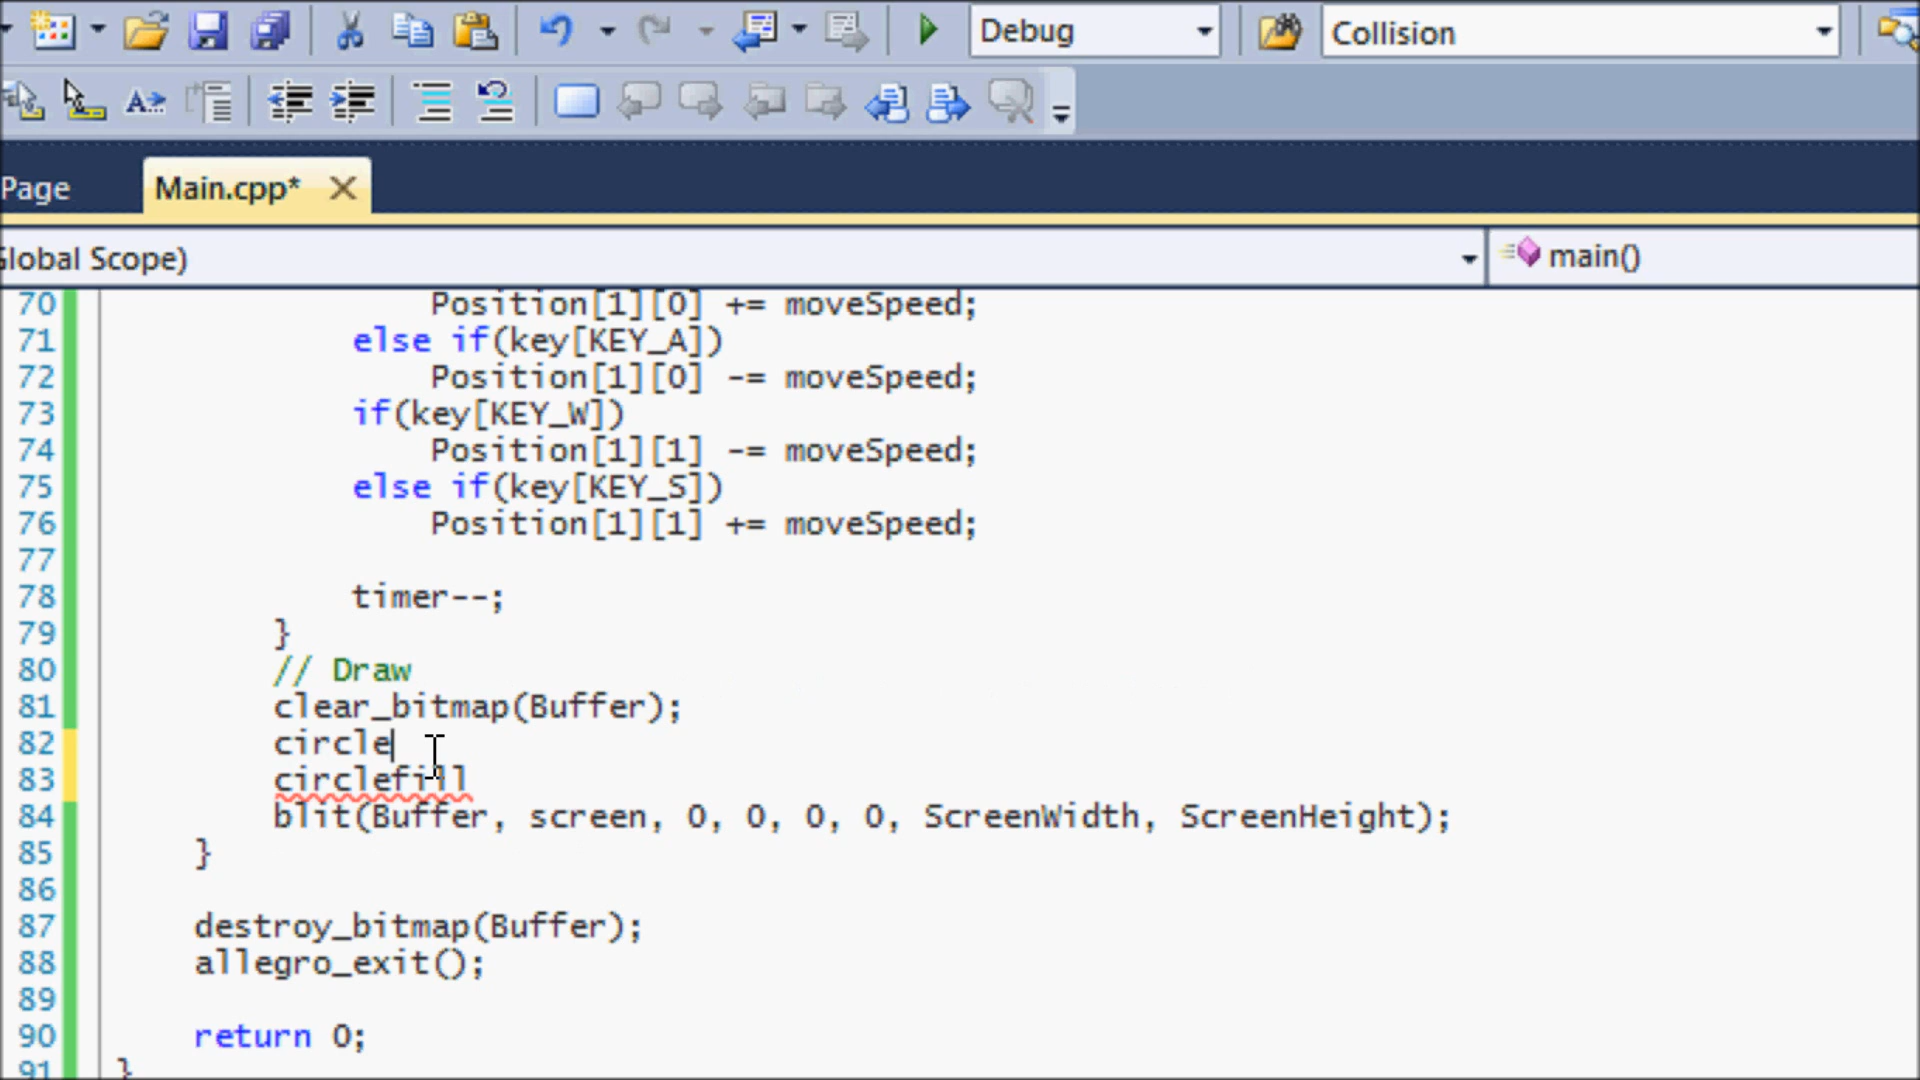 Debug Collision
A
Page Main.cpp*
Global Scope) main()
70 Position[1][0] += moveSpeed;
71 else if(key[KEY_A])
72 Position[1][0] -= moveSpeed;
73 if(key[KEY_W])
74 Position[1][1] -= moveSpeed;
75 else if(key[KEY_S])
76 Position[1][1] += moveSpeed;
77
78 timer--;
79 }
80 // Draw
81 clear_bitmap(Buffer);
82 circle
83 circlefill
84 blit(Buffer, screen, 0, 0, 0, 0, ScreenWidth, ScreenHeight);
85 }
86
87 destroy_bitmap(Buffer);
88 allegro_exit();
89
90 return 0;
91 }